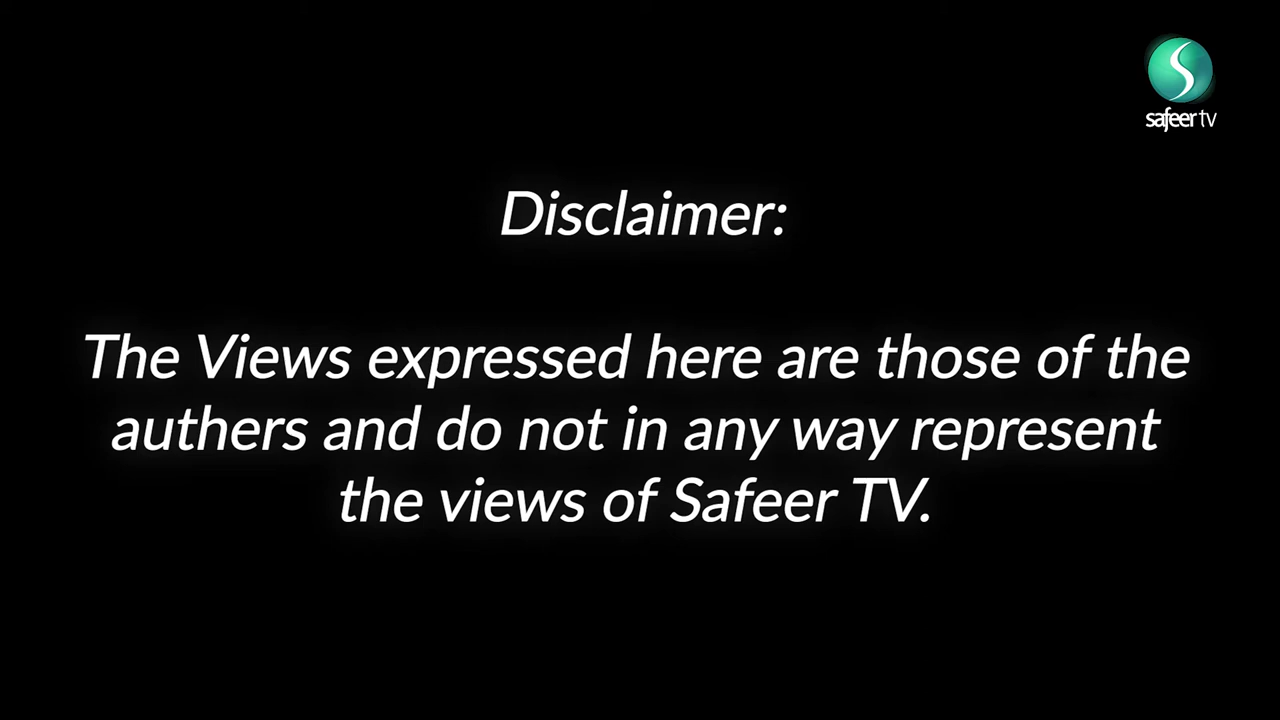 safeer tv
Disclaimer:
The Views expressed here are those of the
authers and do not in any way represent
the views of Safeer TV.